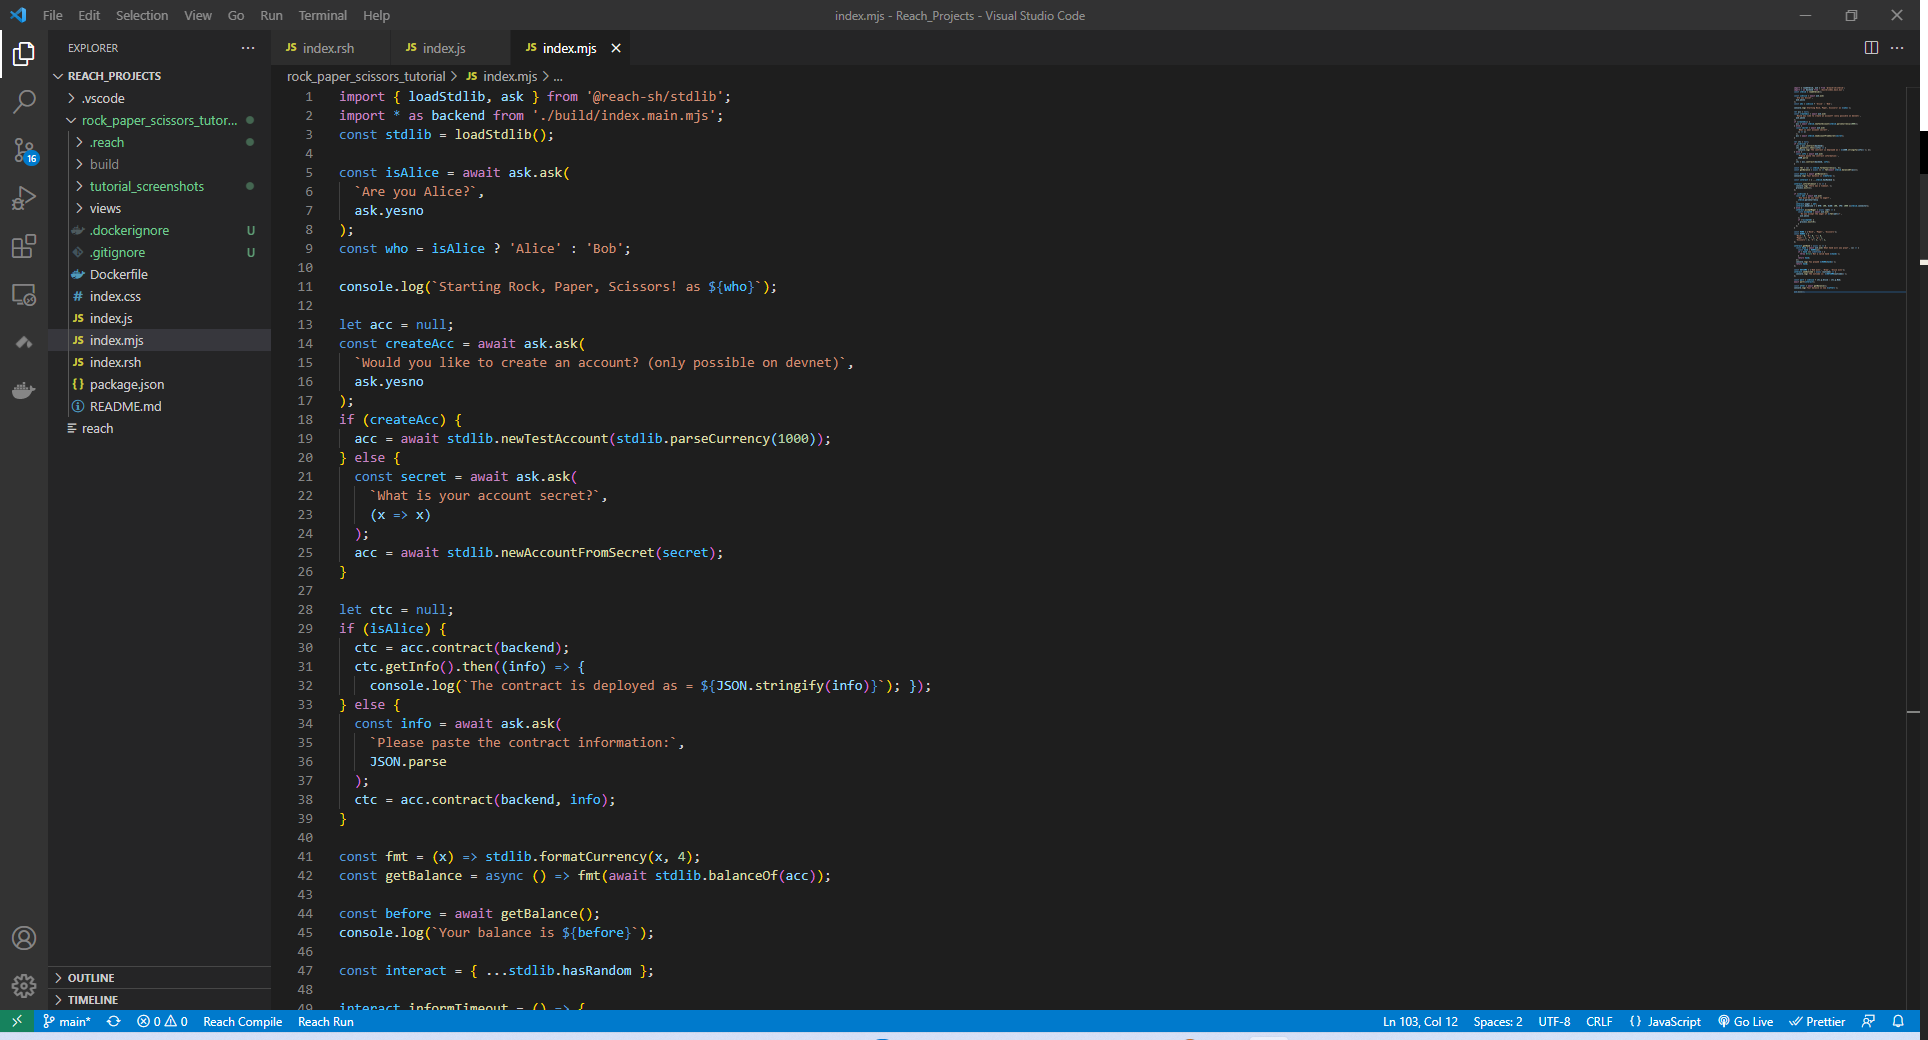 File Edit Selection View Go Run Terminal Help
index.mjs - Reach_Projects - Visual Studio Code
EXPLORER
REACH_PROJECTS
.vscode
rock_paper_scissors_tutor...
.reach
build
tutorial_screenshots
views
.dockerignore U
.gitignore U
Dockerfile
index.css
JS index.js
JS index.mjs
JS index.rsh
{} package.json
README.md
reach
OUTLINE
TIMELINE
16
JS index.rsh JS index.js JS index.mjs
rock_paper_scissors_tutorial > JS index.mjs > ...
1 import { loadStdlib, ask } from '@reach-sh/stdlib';
2 import * as backend from './build/index.main.mjs';
3 const stdlib = loadStdlib();
4
5 const isAlice = await ask.ask(
6 `Are you Alice?`,
7 ask.yesno
8 );
9 const who = isAlice ? 'Alice' : 'Bob';
10
11 console.log(`Starting Rock, Paper, Scissors! as ${who}`);
12
13 let acc = null;
14 const createAcc = await ask.ask(
15 `Would you like to create an account? (only possible on devnet)`,
16 ask.yesno
17 );
18 if (createAcc) {
19 acc = await stdlib.newTestAccount(stdlib.parseCurrency(1000));
20 } else {
21 const secret = await ask.ask(
22 `What is your account secret?`,
23 (x => x)
24 );
25 acc = await stdlib.newAccountFromSecret(secret);
26 }
27
28 let ctc = null;
29 if (isAlice) {
30 ctc = acc.contract(backend);
31 ctc.getInfo().then((info) => {
32 console.log(`The contract is deployed as = ${JSON.stringify(info)}`); });
33 } else {
34 const info = await ask.ask(
35 `Please paste the contract information:`,
36 JSON.parse
37 );
38 ctc = acc.contract(backend, info);
39 }
40
41 const fmt = (x) => stdlib.formatCurrency(x, 4);
42 const getBalance = async () => fmt(await stdlib.balanceOf(acc));
43
44 const before = await getBalance();
45 console.log(`Your balance is ${before}`);
46
47 const interact = { ...stdlib.hasRandom };
48
49 interact.informTimeout = () => {
main* 0 0 Reach Compile Reach Run
Ln 103, Col 12 Spaces: 2 UTF-8 CRLF {} JavaScript Go Live Prettier